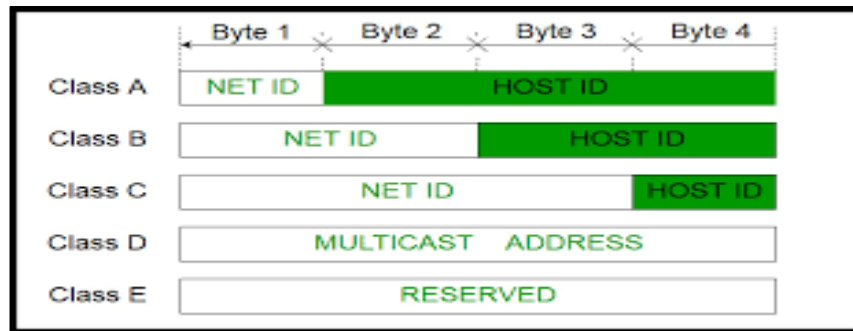 Byte 1 Byte 2 Byte 3 Byte 4
Class A NET ID HOST ID
Class B NET ID HOST ID
Class C NET ID HOST ID
Class D MULTICAST ADDRESS
Class E RESERVED